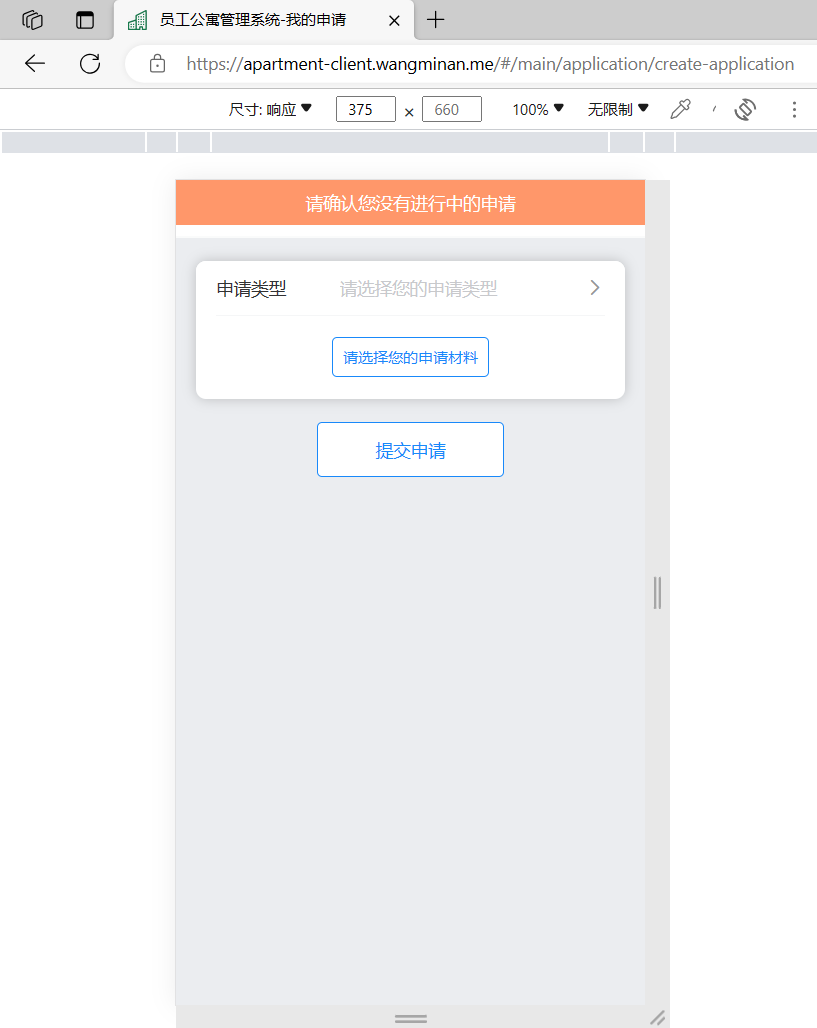 员工公寓管理系统-我的申请
https://apartment-client.wangminan.me/#/main/application/create-application
尺寸: 响应 375 × 660 100% 无限制
请确认您没有进行中的申请
申请类型 请选择您的申请类型
请选择您的申请材料
提交申请